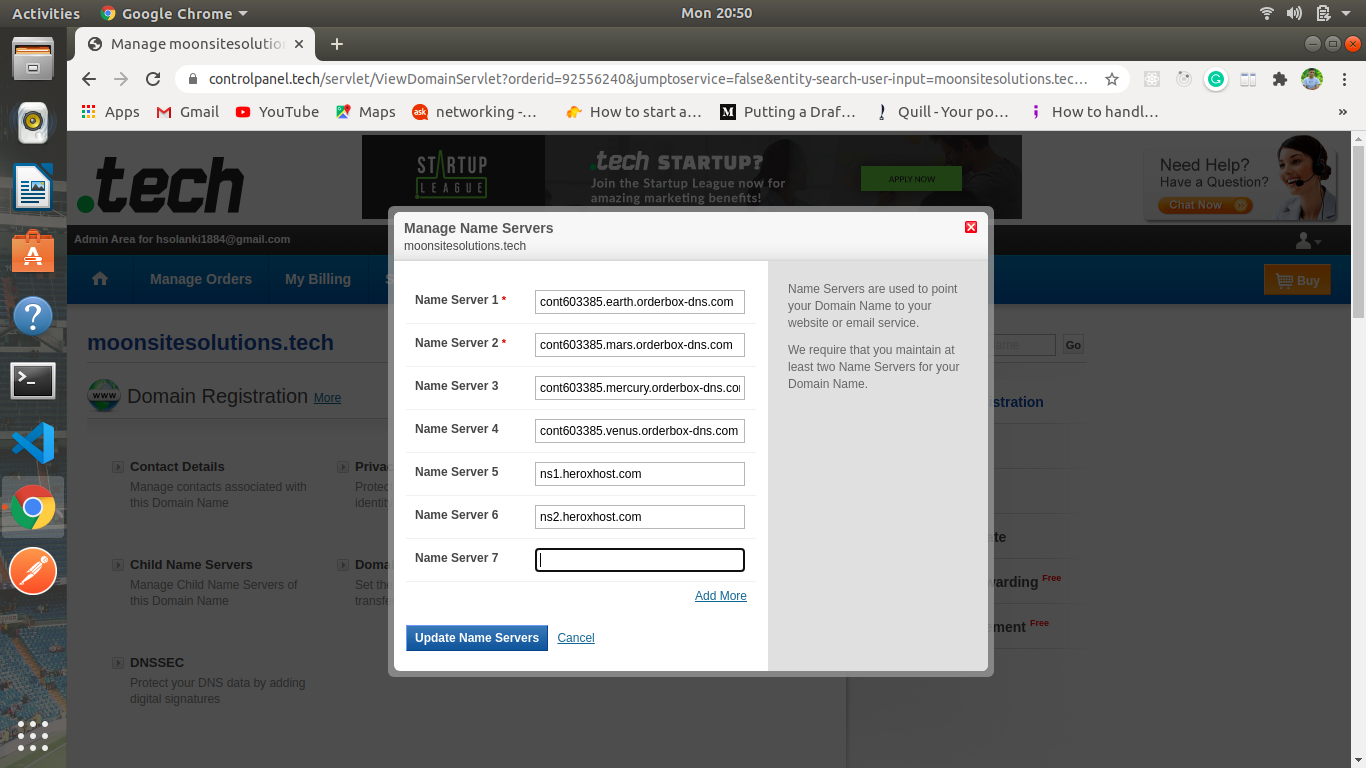 Activities
Google Chrome
Mon 20:50
Manage moonsitesolutio
controlpanel.tech/servlet/ViewDomainServlet?orderid=92556240&jumptoservice=false&entity-search-user-input=moonsitesolutions.tec...
Apps
Gmail
YouTube
Maps
ask
networking -...
How to start a...
M
Putting a Draf...
Quill - Your po...
How to handl...
»
.tech
STARTUP
LEAGUE
.tech STARTUP?
Join the Startup League now for
amazing marketing benefits!
APPLY NOW
Need Help?
Have a Question?
Chat Now
Admin Area for hsolanki1884@gmail.com
Manage Orders
My Billing
S
Buy
moonsitesolutions.tech
Go
WWW
Domain Registration More
Contact Details
Manage contacts associated with
this Domain Name
Child Name Servers
Manage Child Name Servers of
this Domain Name
DNSSEC
Protect your DNS data by adding
digital signatures
Priva
Protec
identit
Doma
Set the
transfe
Manage Name Servers
moonsitesolutions.tech
Name Server 1 *
cont603385.earth.orderbox-dns.com
Name Server 2 *
cont603385.mars.orderbox-dns.com
Name Server 3
cont603385.mercury.orderbox-dns.co
Name Server 4
cont603385.venus.orderbox-dns.com
Name Server 5
ns1.heroxhost.com
Name Server 6
ns2.heroxhost.com
Name Server 7
Add More
Update Name Servers
Cancel
Name Servers are used to point
your Domain Name to your
website or email service.
We require that you maintain at
least two Name Servers for your
Domain Name.
stration
ate
warding Free
ement Free